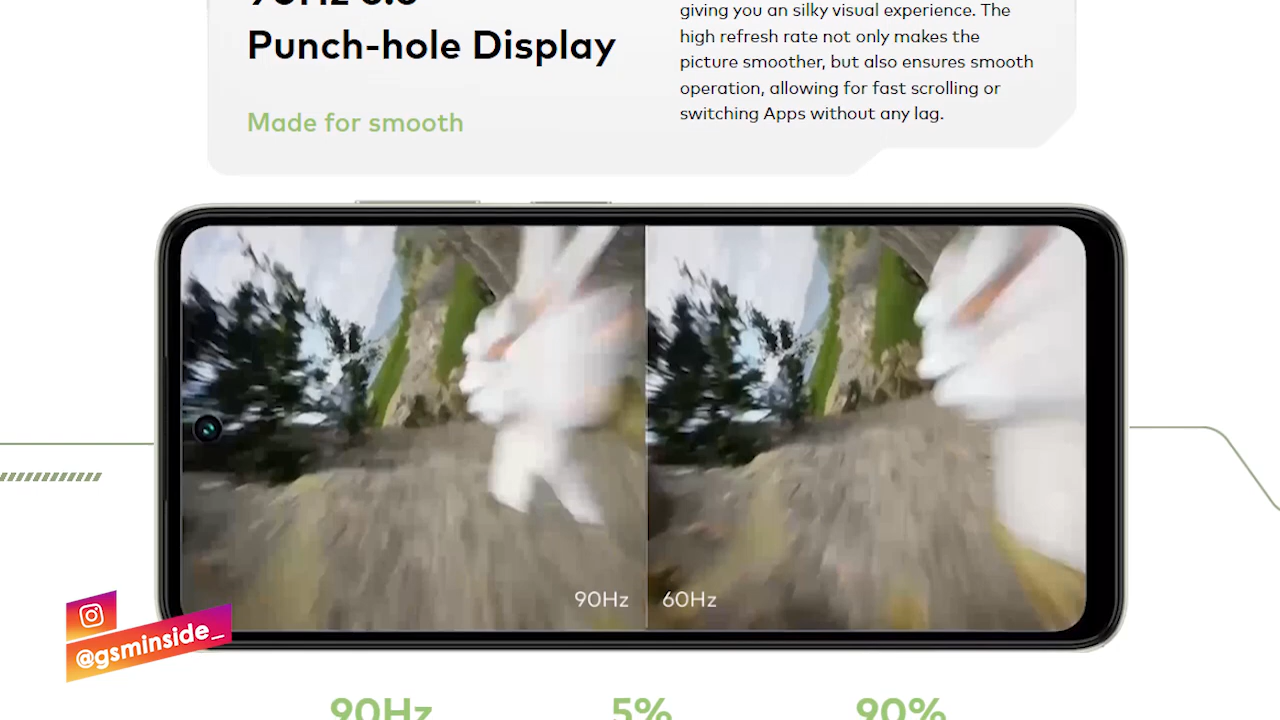 Punch-hole Display
Made for smooth
giving you an silky visual experience. The
high refresh rate not only makes the
picture smoother, but also ensures smooth
operation, allowing for fast scrolling or
switching Apps without any lag.
90Hz
60Hz
@gsminside_
90Hz
5%
90%